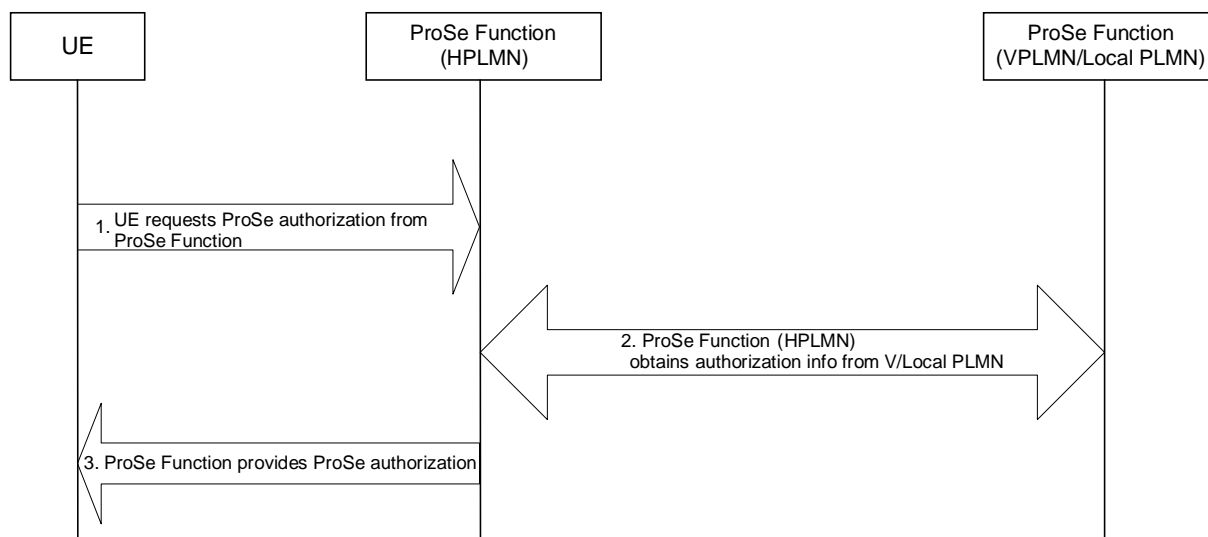 UE
ProSe Function
(HPLMN)
ProSe Function
(VPLMN/Local PLMN)
1. UE requests ProSe authorization from
ProSe Function
2. ProSe Function (HPLMN)
obtains authorization info from V/Local PLMN
3. ProSe Function provides ProSe authorization